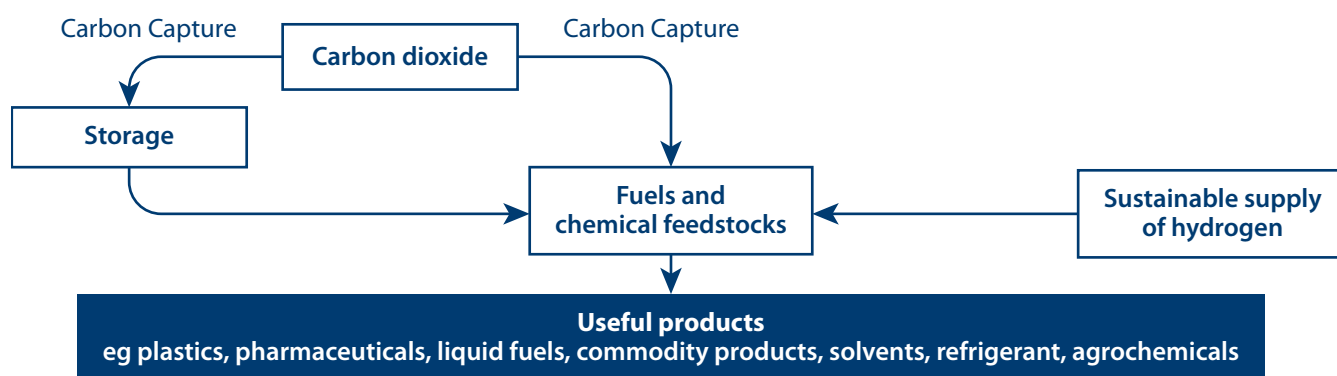 Carbon Capture
Carbon dioxide
Carbon Capture
Storage
Fuels and
chemical feedstocks
Sustainable supply
of hydrogen
Useful products
eg plastics, pharmaceuticals, liquid fuels, commodity products, solvents, refrigerant, agrochemicals